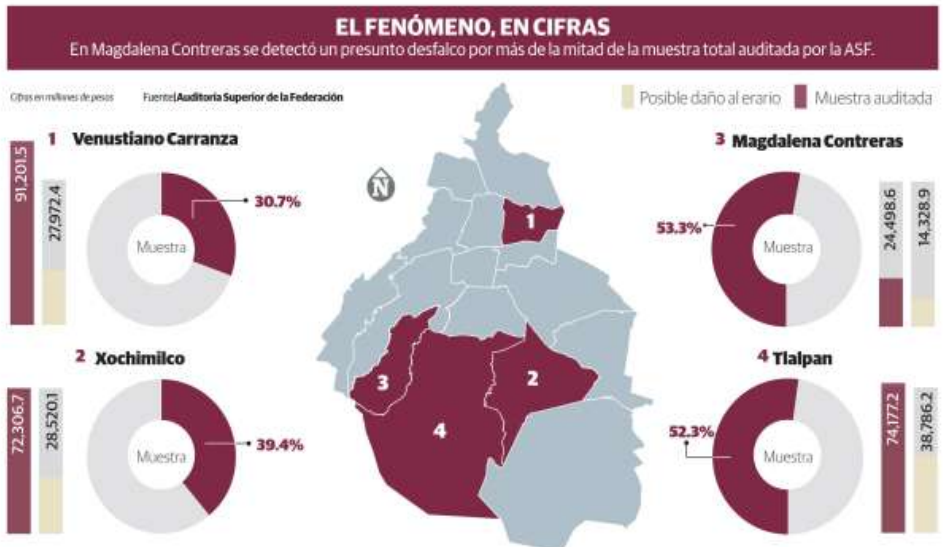 EL FENÓMENO, EN CIFRAS
En Magdalena Contreras se detectó un presunto desfalco por más de la mitad de la muestra total auditada por la ASF.
Cifras en millones de pesos
Fuente|Auditoría Superior de la Federación
Posible daño al erario
Muestra auditada
1 Venustiano Carranza
91,201.5
27,972.4
Muestra
30.7%
2 Xochimilco
72,306.7
28,520.1
Muestra
39.4%
N
1
2
3
4
3 Magdalena Contreras
53.3%
Muestra
24,498.6
14,328.9
4 Tlalpan
52.3%
Muestra
74,177.2
38,786.2